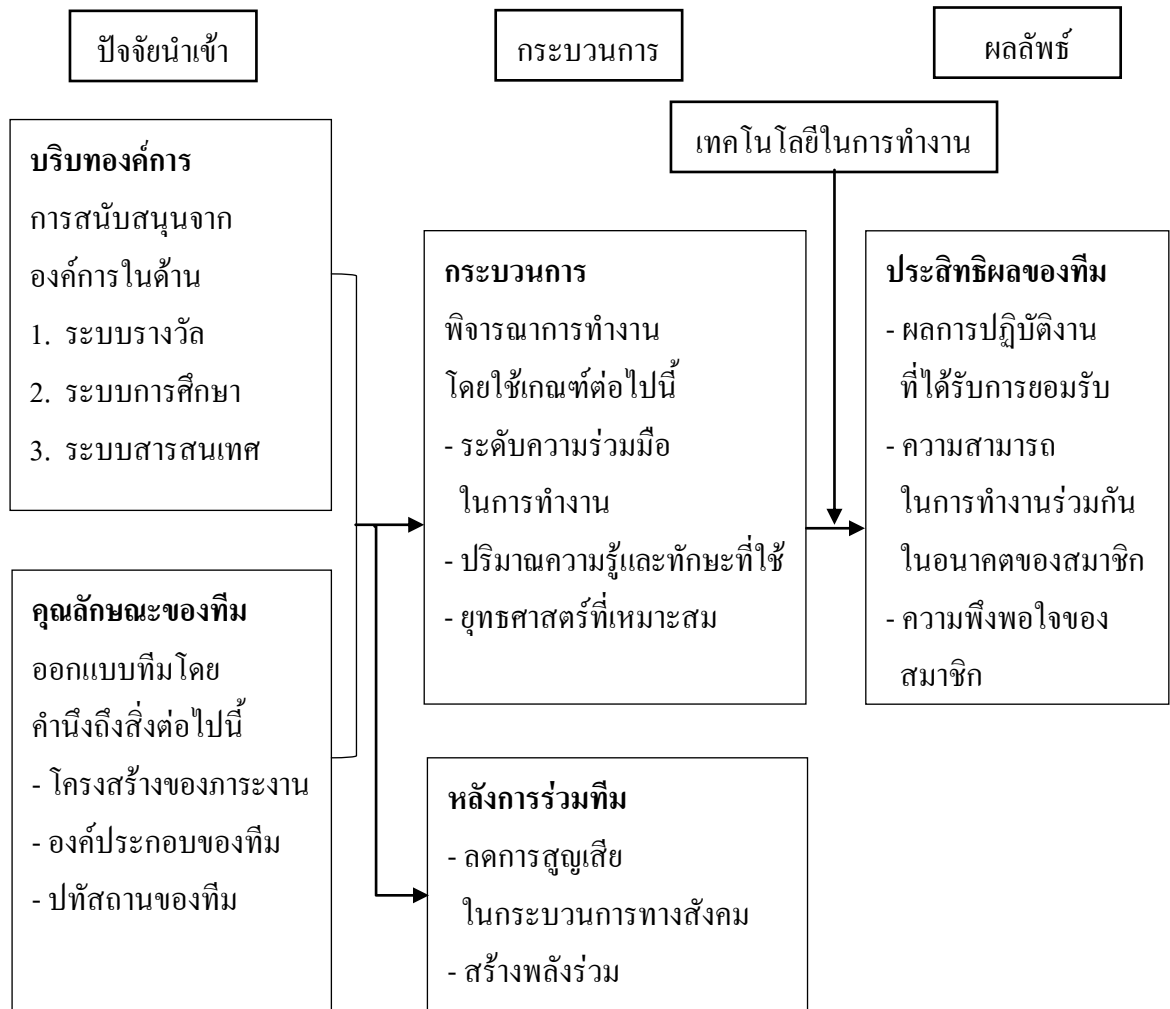 ปัจจัยนำเข้า
กระบวนการ
ผลลัพธ์
เทคโนโลยีในการทำงาน
บริบทองค์การ
การสนับสนุนจาก
องค์การในด้าน
1. ระบบรางวัล
2. ระบบการศึกษา
3. ระบบสารสนเทศ
คุณลักษณะของทีม
ออกแบบทีมโดย
คำนึงถึงสิ่งต่อไปนี้
- โครงสร้างของภาระงาน
- องค์ประกอบของทีม
- ปทัสถานของทีม
กระบวนการ
พิจารณาการทำงาน
โดยใช้เกณฑ์ต่อไปนี้
- ระดับความร่วมมือ
ในการทำงาน
- ปริมาณความรู้และทักษะที่ใช้
- ยุทธศาสตร์ที่เหมาะสม
หลังการร่วมทีม
- ลดการสูญเสีย
ในกระบวนการทางสังคม
- สร้างพลังร่วม
ประสิทธิผลของทีม
- ผลการปฏิบัติงาน
ที่ได้รับการยอมรับ
- ความสามารถ
ในการทำงานร่วมกัน
ในอนาคตของสมาชิก
- ความพึงพอใจของ
สมาชิก